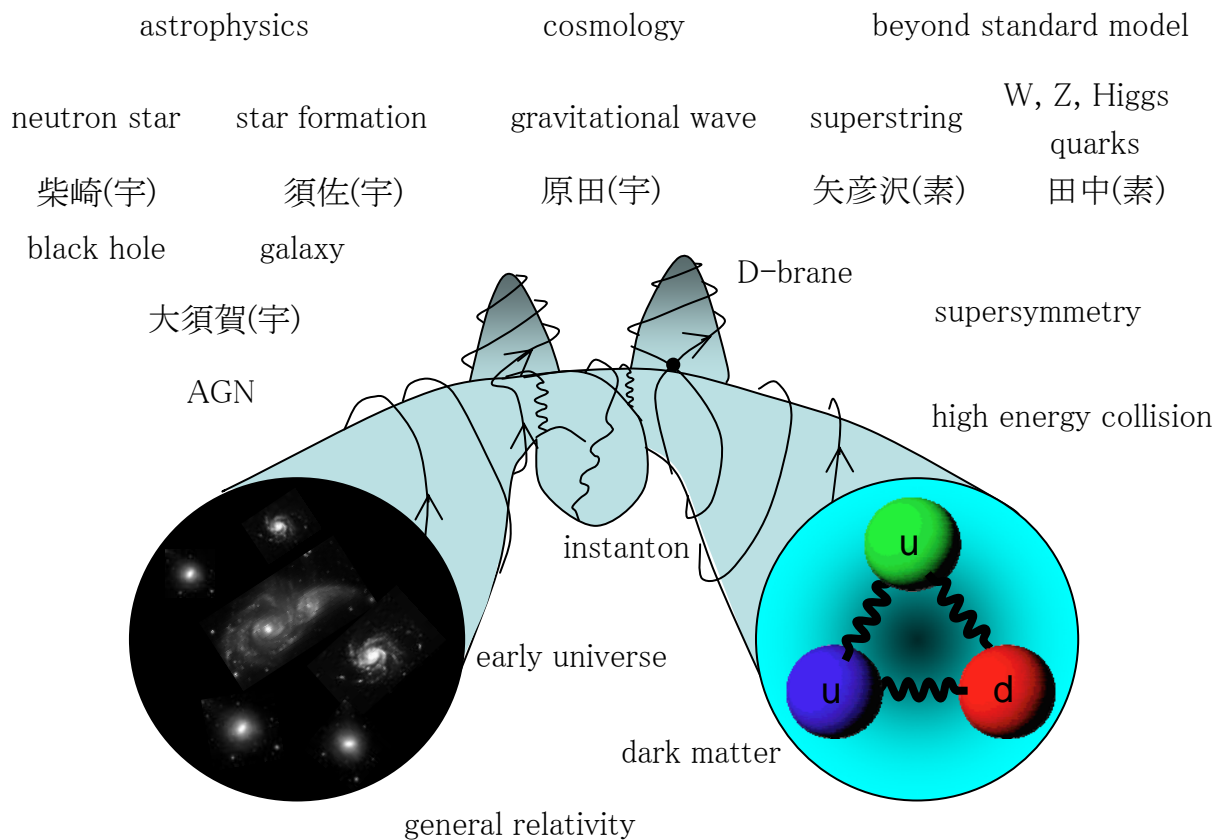 astrophysics cosmology beyond standard model
W, Z, Higgs
neutron star star formation gravitational wave superstring
quarks
柴崎(宇) 須佐(宇) 原田(宇) 矢彦沢(素) 田中(素)
black hole galaxy
D-brane
大須賀(宇) supersymmetry
AGN
high energy collision
u
instanton
early universe
u d
dark matter
general relativity